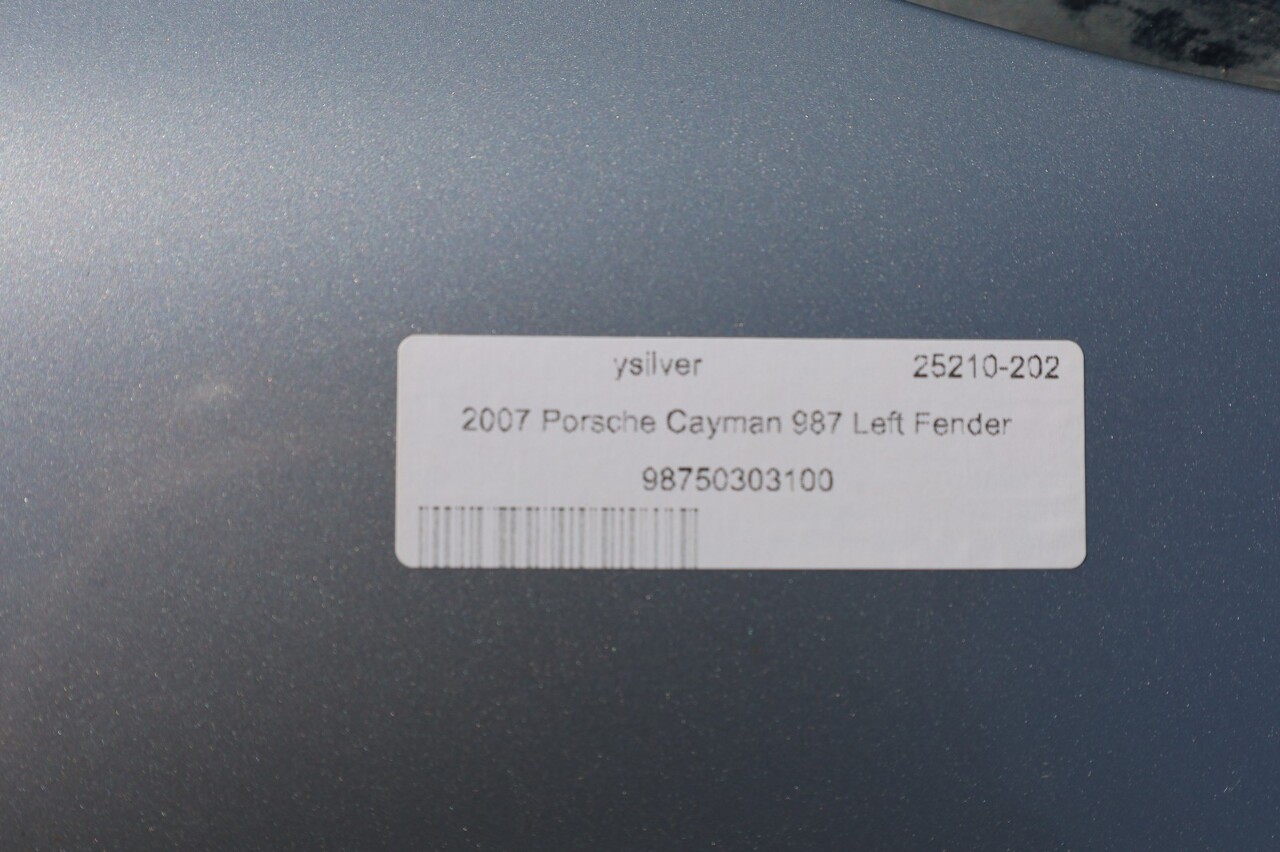 ysilver 25210-202
2007 Porsche Cayman 987 Left Fender
98750303100